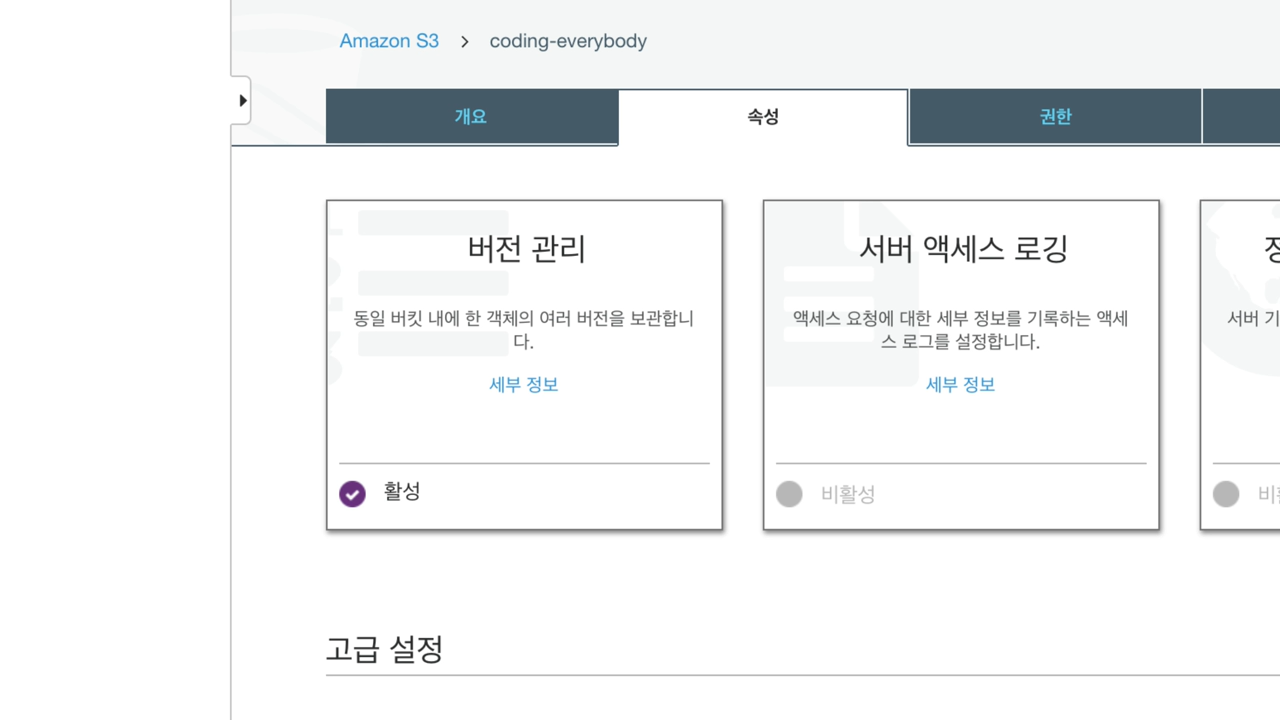 Amazon S3 > coding-everybody
개요
속성
권한
버전 관리
동일 버킷 내에 한 객체의 여러 버전을 보관합니
다.
세부 정보
활성
서버 액세스 로깅
액세스 요청에 대한 세부 정보를 기록하는 액세
스 로그를 설정합니다.
세부 정보
비활성
서버 기
고급 설정